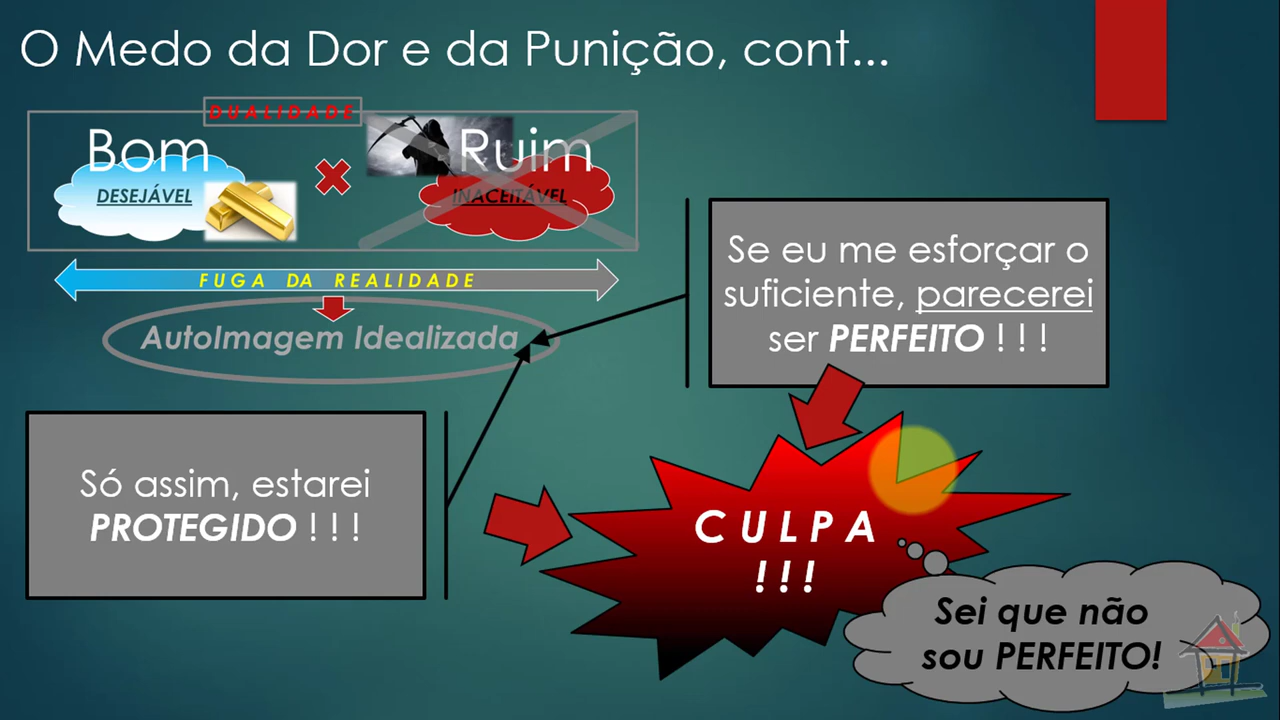 O Medo da Dor e da Punição, cont...
DUALIDADE
Bom
Ruim
DESEJÁVEL
INACEITÁVEL
FUGA DA REALIDADE
AutoImagem Idealizada
Se eu me esforçar o
suficiente, parecerei
ser PERFEITO ! ! !
Só assim, estarei
PROTEGIDO ! ! !
C U L P A
! ! !
Sei que não
sou PERFEITO!